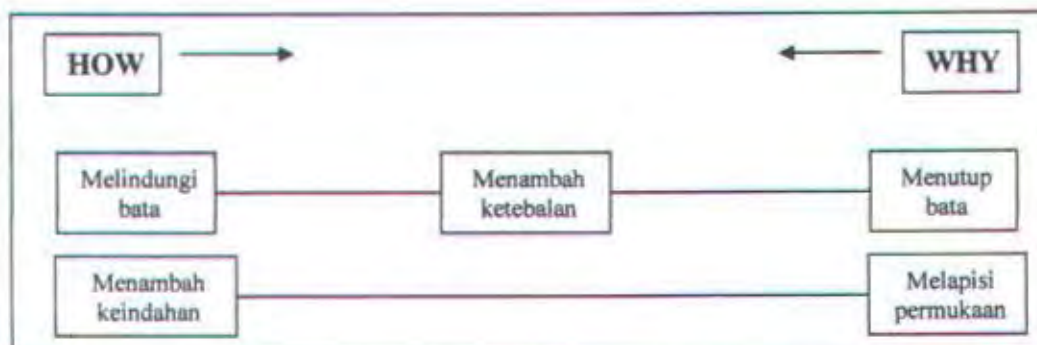 HOW
WHY
Melindungi
bata
Menambah
ketebalan
Menutup
bata
Menambah
keindahan
Melapisi
permukaan